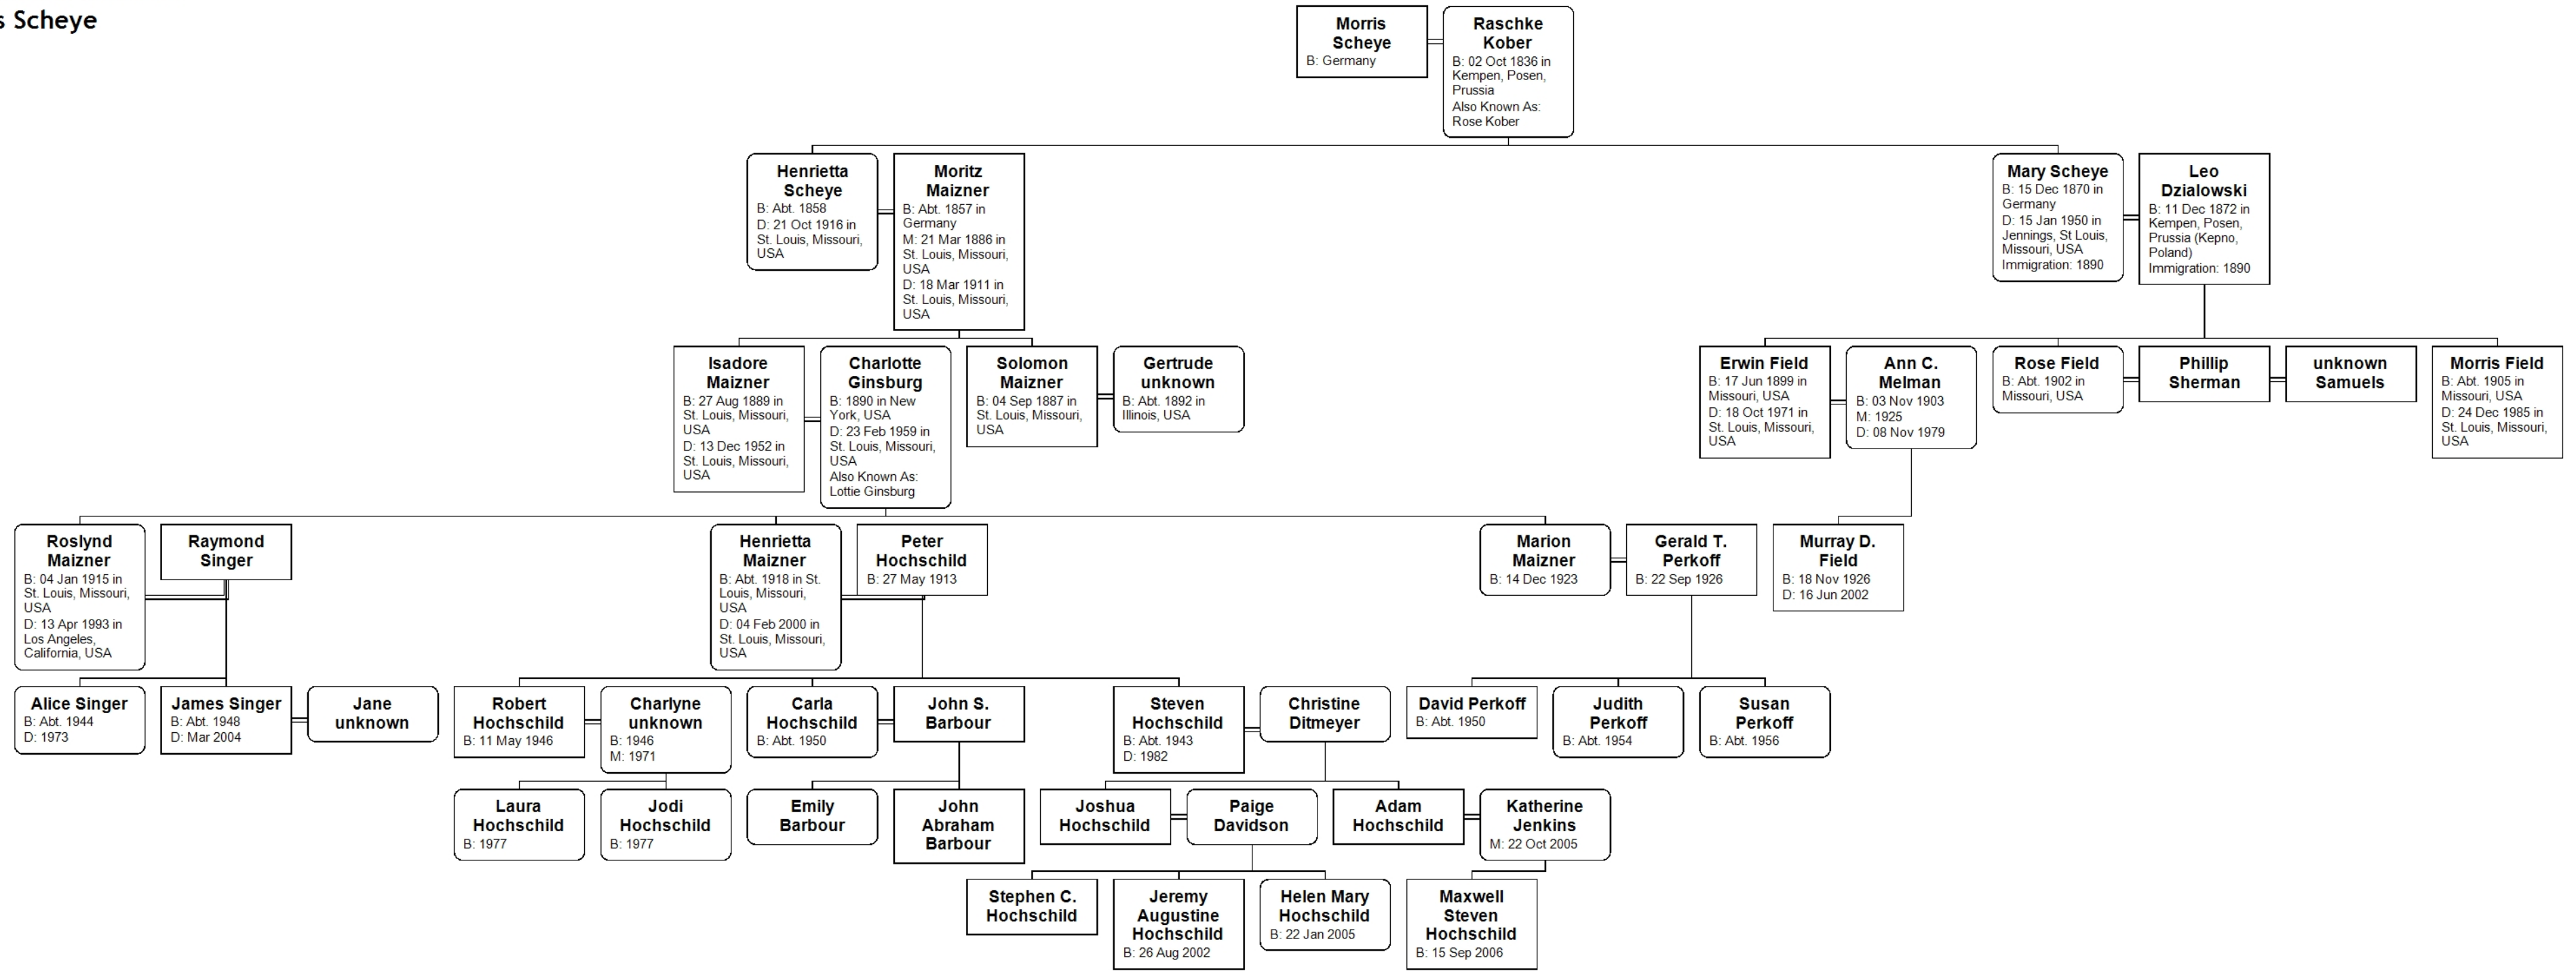 s Scheye
Morris
Scheye
B: Germany
Raschke
Kober
B: 02 Oct 1836 in
Kempen, Posen,
Prussia
Also Known As:
Rose Kober
Henrietta
Scheye
B: Abt. 1858
D: 21 Oct 1916 in
St. Louis, Missouri,
USA
Moritz
Maizner
B: Abt. 1857 in
Germany
M: 21 Mar 1886 in
St. Louis, Missouri,
USA
D: 18 Mar 1911 in
St. Louis, Missouri,
USA
Mary Scheye
B: 15 Dec 1870 in
Germany
D: 15 Jan 1950 in
Jennings, St Louis,
Missouri, USA
Immigration: 1890
Leo
Dzialowski
B: 11 Dec 1872 in
Kempen, Posen,
Prussia (Kepno,
Poland)
Immigration: 1890
Isadore
Maizner
B: 27 Aug 1889 in
St. Louis, Missouri,
USA
D: 13 Dec 1952 in
St. Louis, Missouri,
USA
Charlotte
Ginsburg
B: 1890 in New
York, USA
D: 23 Feb 1959 in
St. Louis, Missouri,
USA
Also Known As:
Lottie Ginsburg
Solomon
Maizner
B: 04 Sep 1887 in
St. Louis, Missouri,
USA
Gertrude
unknown
B: Abt. 1892 in
Illinois, USA
Erwin Field
B: 17 Jun 1899 in
Missouri, USA
D: 18 Oct 1971 in
St. Louis, Missouri,
USA
Ann C.
Melman
B: 03 Nov 1903
M: 1925
D: 08 Nov 1979
Rose Field
B: Abt. 1902 in
Missouri, USA
Phillip
Sherman
unknown
Samuels
Morris Field
B: Abt. 1905 in
Missouri, USA
D: 24 Dec 1985 in
St. Louis, Missouri,
USA
Roslynd
Maizner
B: 04 Jan 1915 in
St. Louis, Missouri,
USA
D: 13 Apr 1993 in
Los Angeles,
California, USA
Raymond
Singer
Henrietta
Maizner
B: Abt. 1918 in St.
Louis, Missouri,
USA
D: 04 Feb 2000 in
St. Louis, Missouri,
USA
Peter
Hochschild
B: 27 May 1913
Marion
Maizner
B: 14 Dec 1923
Gerald T.
Perkoff
B: 22 Sep 1926
Murray D.
Field
B: 18 Nov 1926
D: 16 Jun 2002
Alice Singer
B: Abt. 1944
D: 1973
James Singer
B: Abt. 1948
D: Mar 2004
Jane
unknown
Robert
Hochschild
B: 11 May 1946
Charlyne
unknown
B: 1946
M: 1971
Carla
Hochschild
B: Abt. 1950
John S.
Barbour
Steven
Hochschild
B: Abt. 1943
D: 1982
Christine
Ditmeyer
David Perkoff
B: Abt. 1950
Judith
Perkoff
B: Abt. 1954
Susan
Perkoff
B: Abt. 1956
Laura
Hochschild
B: 1977
Jodi
Hochschild
B: 1977
Emily
Barbour
John
Abraham
Barbour
Joshua
Hochschild
Paige
Davidson
Adam
Hochschild
Katherine
Jenkins
M: 22 Oct 2005
Stephen C.
Hochschild
Jeremy
Augustine
Hochschild
B: 26 Aug 2002
Helen Mary
Hochschild
B: 22 Jan 2005
Maxwell
Steven
Hochschild
B: 15 Sep 2006